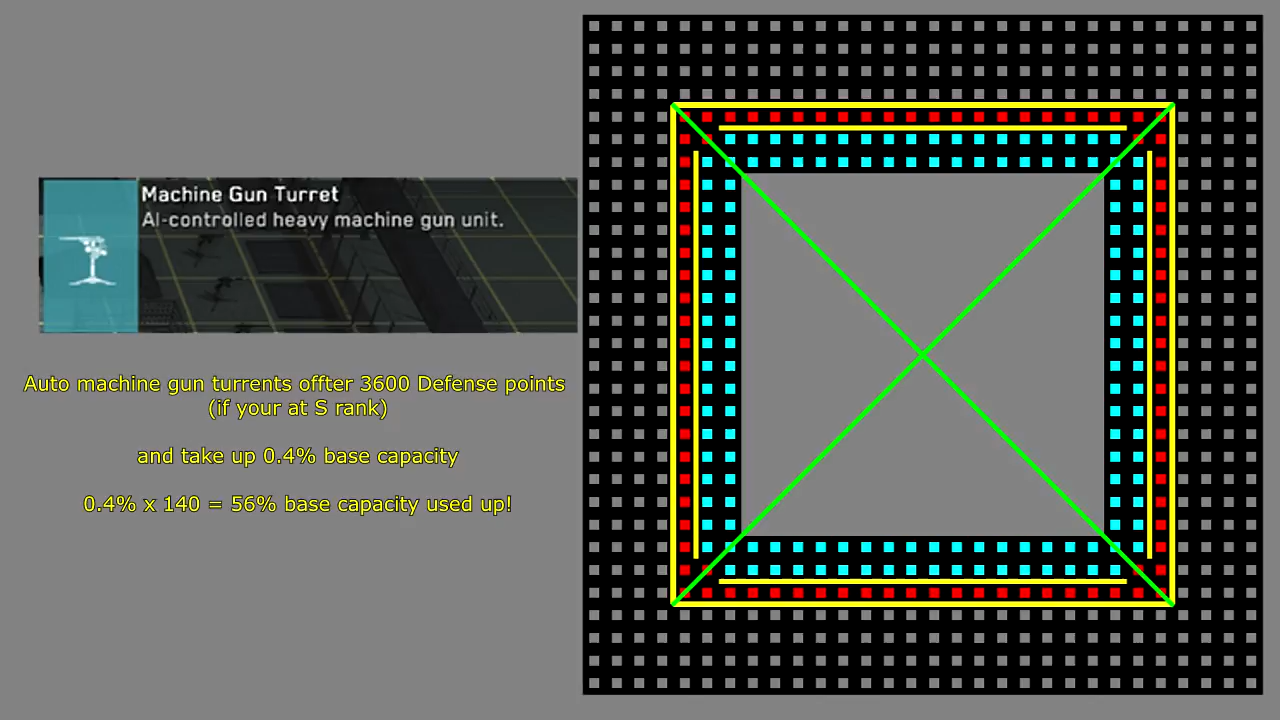 Machine Gun Turret
AI-controlled heavy machine gun unit.
Auto machine gun turrents offter 3600 Defense points
(if your at S rank)
and take up 0.4% base capacity
0.4% x 140 = 56% base capacity used up!